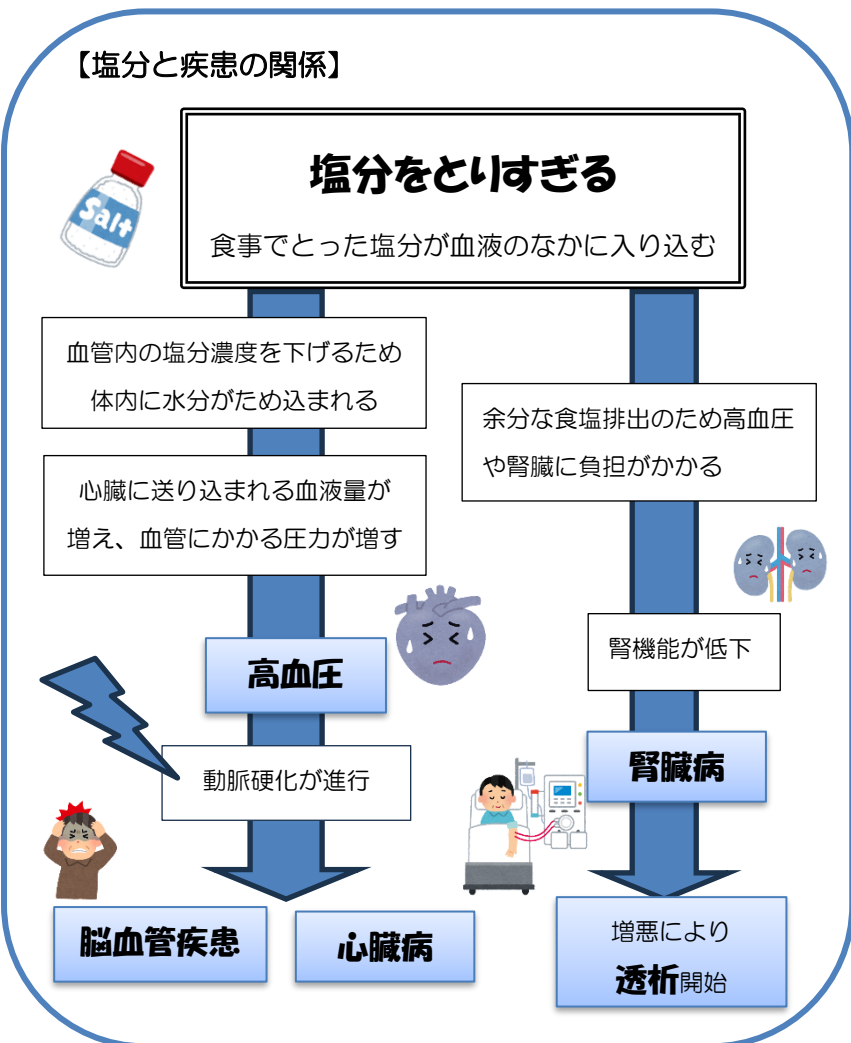 【塩分と疾患の関係】
塩分をとりすぎる
食事でとった塩分が血液のなかに入り込む
Salt
血管内の塩分濃度を下げるため
体内に水分がため込まれる
心臓に送り込まれる血液量が
増え、血管にかかる圧力が増す
高血圧
動脈硬化が進行
脳血管疾患
心臓病
余分な食塩排出のため高血圧
や腎臓に負担がかかる
腎機能が低下
腎臓病
増悪により
透析開始